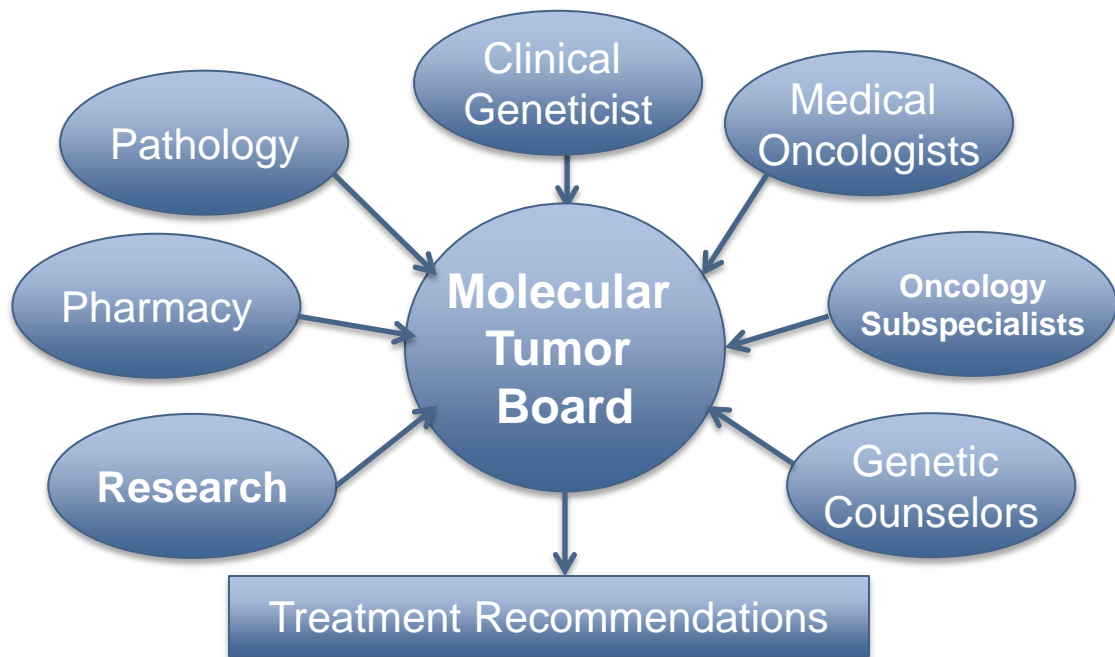 Clinical
Geneticist
Medical
Oncologists
Pathology
Pharmacy
Molecular
Tumor
Board
Oncology
Subspecialists
Research
Genetic
Counselors
Treatment Recommendations